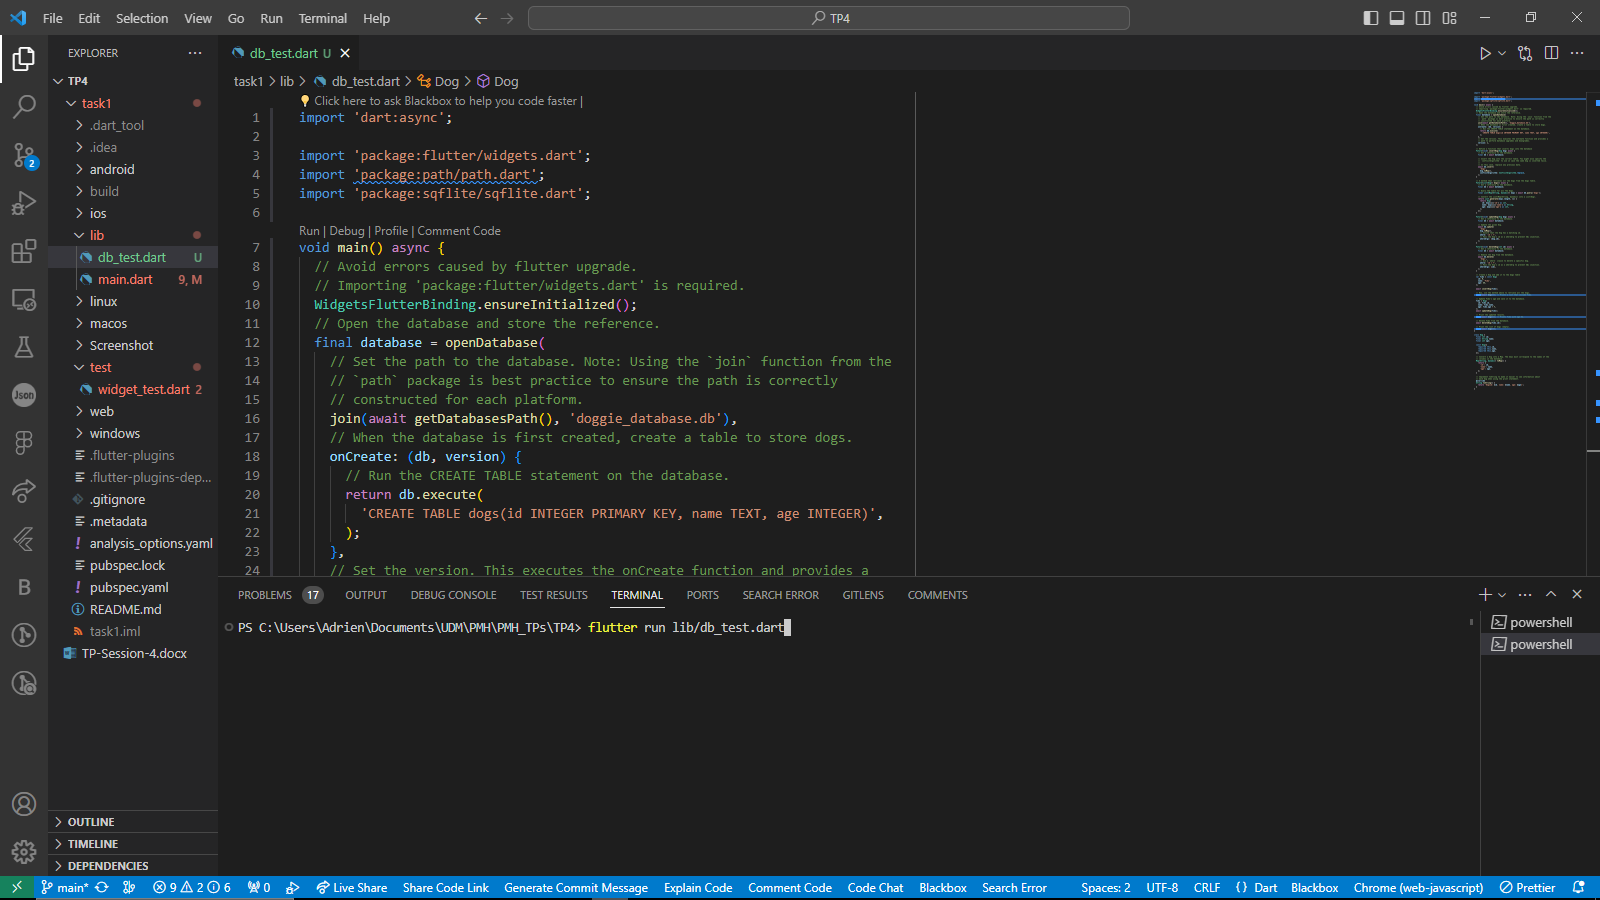 File Edit Selection View Go Run Terminal Help
TP4
EXPLORER
TP4
task1
.dart_tool
.idea
android
build
ios
lib
db_test.dart U
main.dart 9, M
linux
macos
Screenshot
test
widget_test.dart 2
web
windows
.flutter-plugins
.flutter-plugins-dep...
.gitignore
.metadata
analysis_options.yaml
pubspec.lock
pubspec.yaml
README.md
task1.iml
TP-Session-4.docx
OUTLINE
TIMELINE
DEPENDENCIES
2
Json
db_test.dart U
task1 > lib > db_test.dart > Dog > Dog
Click here to ask Blackbox to help you code faster |
1 import 'dart:async';
2
3 import 'package:flutter/widgets.dart';
4 import 'package:path/path.dart';
5 import 'package:sqflite/sqflite.dart';
6
Run | Debug | Profile | Comment Code
7 void main() async {
8 // Avoid errors caused by flutter upgrade.
9 // Importing 'package:flutter/widgets.dart' is required.
10 WidgetsFlutterBinding.ensureInitialized();
11 // Open the database and store the reference.
12 final database = openDatabase(
13 // Set the path to the database. Note: Using the `join` function from the
14 // `path` package is best practice to ensure the path is correctly
15 // constructed for each platform.
16 join(await getDatabasesPath(), 'doggie_database.db'),
17 // When the database is first created, create a table to store dogs.
18 onCreate: (db, version) {
19 // Run the CREATE TABLE statement on the database.
20 return db.execute(
21 'CREATE TABLE dogs(id INTEGER PRIMARY KEY, name TEXT, age INTEGER)',
22 );
23 },
24 // Set the version. This executes the onCreate function and provides a
PROBLEMS 17 OUTPUT DEBUG CONSOLE TEST RESULTS TERMINAL PORTS SEARCH ERROR GITLENS COMMENTS
PS C:\Users\Adrien\Documents\UDM\PMH\PMH_TPs\TP4> flutter run lib/db_test.dart
powershell
powershell
main* 9 2 6 0 Live Share Share Code Link Generate Commit Message Explain Code Comment Code Code Chat Blackbox Search Error Spaces: 2 UTF-8 CRLF {} Dart Blackbox Chrome (web-javascript) Prettier